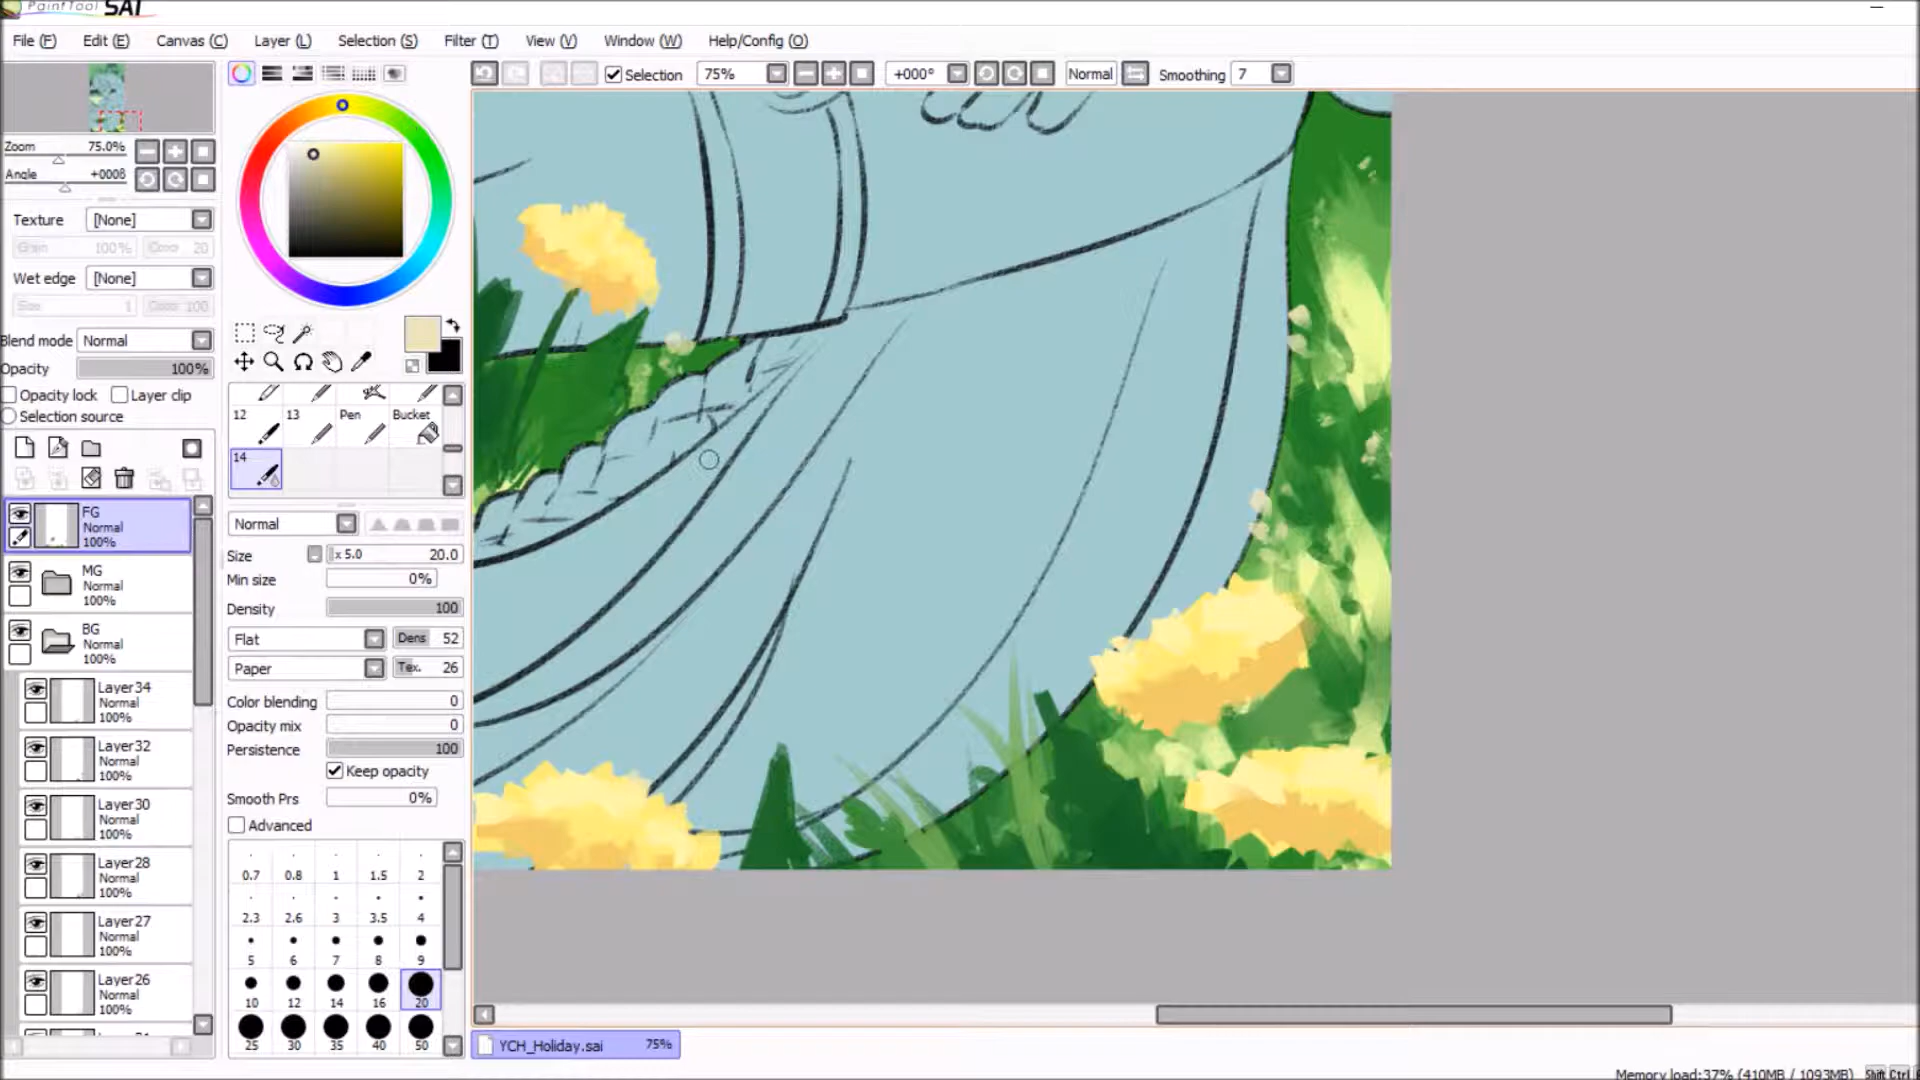 PaintTool SAI
File (F) Edit (E) Canvas (C) Layer (L) Selection (S) Filter (T) View (V) Window (W) Help/Config (O)
Selection 75% +000° Normal Smoothing 7
Zoom 75.0%
Angle +000ß
Texture [None]
Grain 100% Color 20
Wet edge [None]
Size 1 Color 100
Blend mode Normal
Opacity 100%
Opacity lock Layer clip
Selection source
12 13 Pen Bucket
14
FG
Normal
100%
MG
Normal
100%
BG
Normal
100%
Layer34
Normal
100%
Layer32
Normal
100%
Layer30
Normal
100%
Layer28
Normal
100%
Layer27
Normal
100%
Layer26
Normal
100%
Normal
Size x 5.0 20.0
Min size 0%
Density 100
Flat Dens 52
Paper Tex. 26
Color blending 0
Opacity mix 0
Persistence 100
Keep opacity
Smooth Prs 0%
Advanced
0.7 0.8 1 1.5 2
2.3 2.6 3 3.5 4
5 6 7 8 9
10 12 14 16 20
25 30 35 40 50
YCH_Holiday.sai 75%
Memory load:37% (410MB / 1093MB) Shift Ctrl